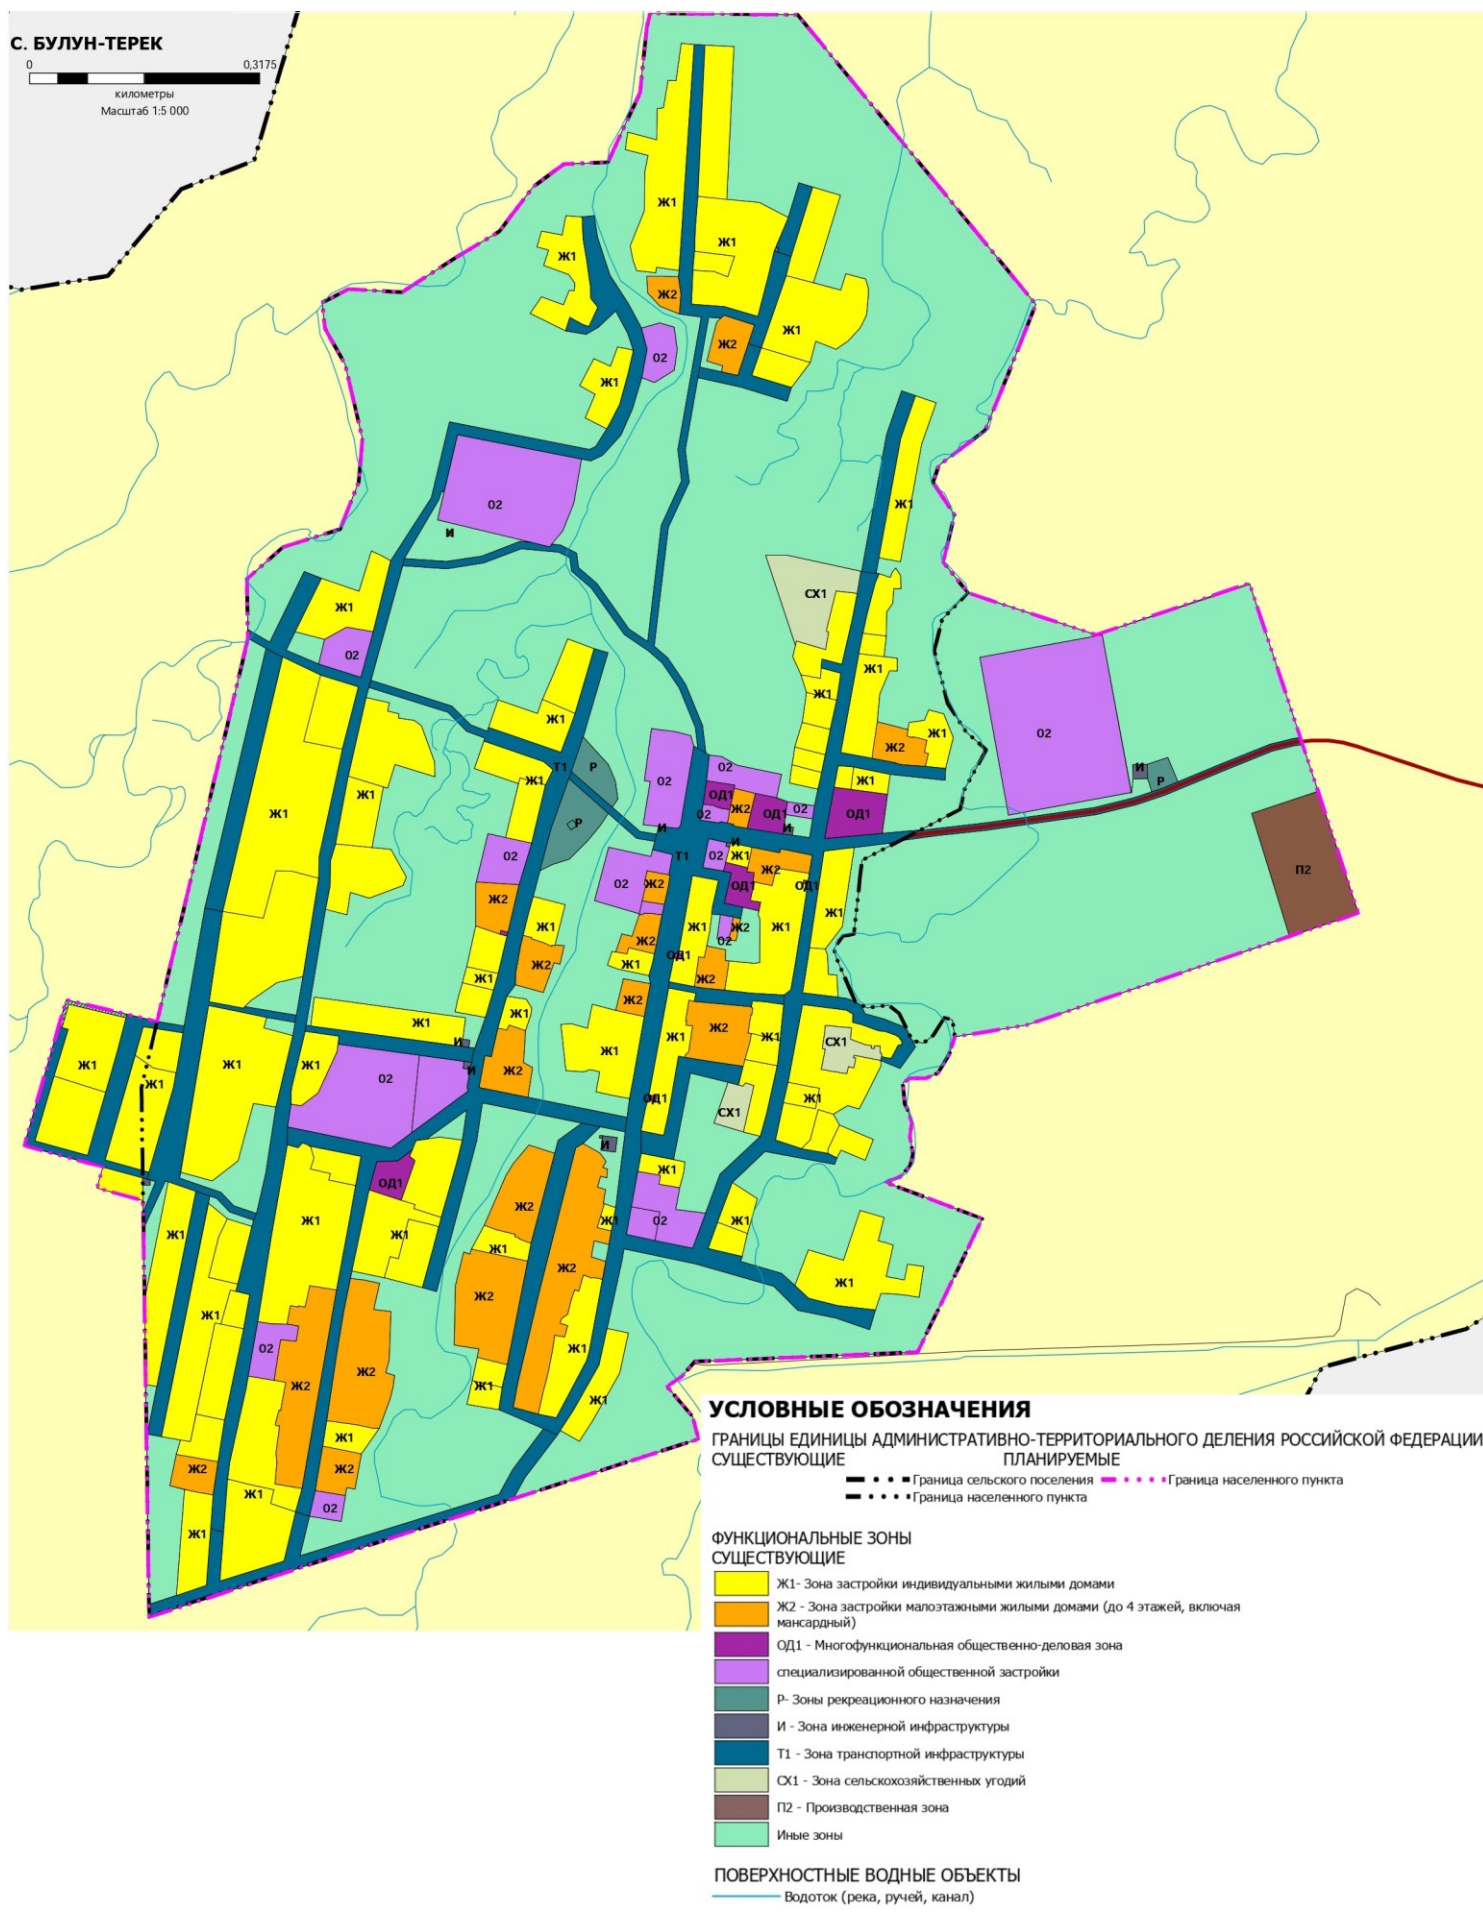 С. БУЛУН-ТЕРЕК
0 0,3175
километры
Масштаб 1:5 000
Ж1
Ж1
Ж1
Ж2
Ж1
Ж2
О2
Ж1
Ж1
О2
Ж1
И
СХ1
Ж1
О2
Ж1
Ж1
Ж1
Ж1
О2
Ж2
Т1
Р
О2
И
Ж1
О2
Ж1
Р
Ж1
ОД1
Ж2
О2
Ж1
О2
ОД1
ОД1
Р
И
И
О2
Ж1
Т1
О2
Ж1
Ж2
П2
О2
Ж2
ОД1
ОД1
Ж2
Ж1
Ж1
Ж1
Ж2
Ж1
Ж2
О2
ОД1
Ж2
Ж1
Ж1
Ж2
Ж2
Ж1
Ж1
Ж2
Ж1
Ж1
И
СХ1
Ж1
Ж1
Ж1
Ж1
И
Ж2
О2
Ж1
ОД1
Ж1
СХ1
И
Ж1
ОД1
Ж2
Ж1
Ж1
О2
Ж1
Ж1
Ж1
Ж1
Ж2
Ж1
Ж2
Ж1
О2
Ж1
Ж2
Ж2
Ж1
Ж1
Ж1
Ж2
Ж2
Ж1
О2
Ж1
УСЛОВНЫЕ ОБОЗНАЧЕНИЯ
ГРАНИЦЫ ЕДИНИЦЫ АДМИНИСТРАТИВНО-ТЕРРИТОРИАЛЬНОГО ДЕЛЕНИЯ РОССИЙСКОЙ ФЕДЕРАЦИИ
СУЩЕСТВУЮЩИЕ ПЛАНИРУЕМЫЕ
Граница сельского поселения Граница населенного пункта
Граница населенного пункта
ФУНКЦИОНАЛЬНЫЕ ЗОНЫ
СУЩЕСТВУЮЩИЕ
Ж1- Зона застройки индивидуальными жилыми домами
Ж2 - Зона застройки малоэтажными жилыми домами (до 4 этажей, включая
мансардный)
ОД1 - Многофункциональная общественно-деловая зона
специализированной общественной застройки
Р- Зоны рекреационного назначения
И - Зона инженерной инфраструктуры
Т1 - Зона транспортной инфраструктуры
СХ1 - Зона сельскохозяйственных угодий
П2 - Производственная зона
Иные зоны
ПОВЕРХНОСТНЫЕ ВОДНЫЕ ОБЪЕКТЫ
Водоток (река, ручей, канал)